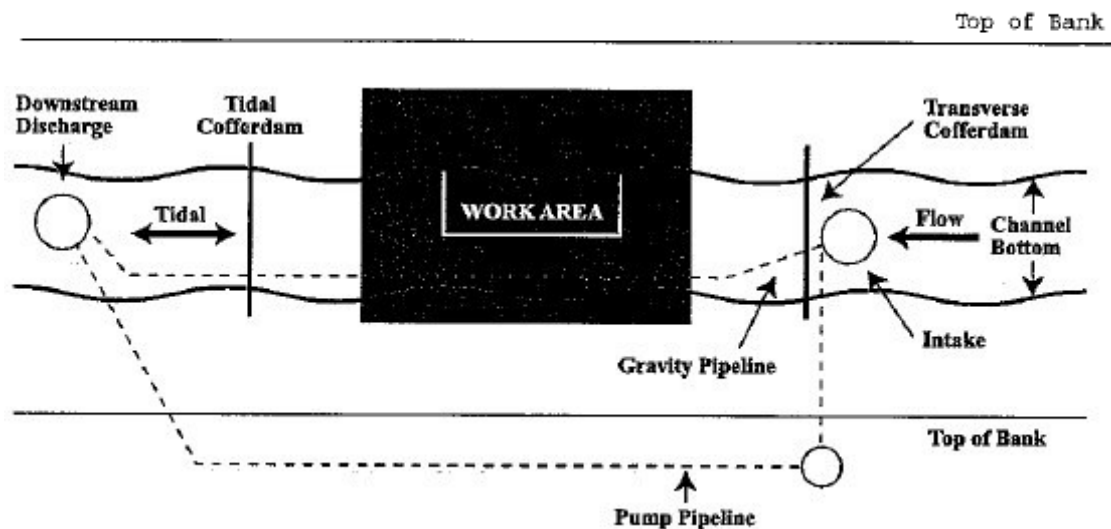 Top of Bank
Downstream
Discharge
Tidal
Cofferdam
Transverse
Cofferdam
Tidal
WORK AREA
Flow
Channel
Bottom
Gravity Pipeline
Intake
Top of Bank
Pump Pipeline